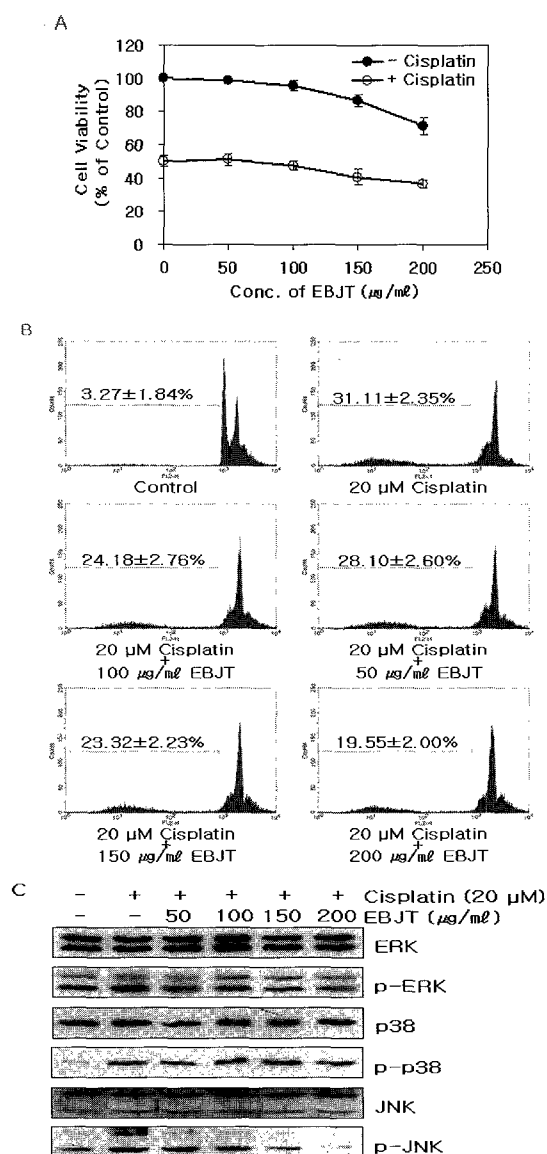 A
120
100
80
60
40
20
0
Cell Viability
(% of Control)
− Cisplatin
+ Cisplatin
0 50 100 150 200 250
Conc. of EBJT (㎍/㎖)
B
3.27±1.84%
Control
31.11±2.35%
20 μM Cisplatin
24.18±2.76%
20 μM Cisplatin
+
100 ㎍/㎖ EBJT
28.10±2.60%
20 μM Cisplatin
+
50 ㎍/㎖ EBJT
23.32±2.23%
20 μM Cisplatin
+
150 ㎍/㎖ EBJT
19.55±2.00%
20 μM Cisplatin
+
200 ㎍/㎖ EBJT
C
− + + + + + Cisplatin (20 μM)
− − 50 100 150 200 EBJT (㎍/㎖)
ERK
p-ERK
p38
p-p38
JNK
p-JNK